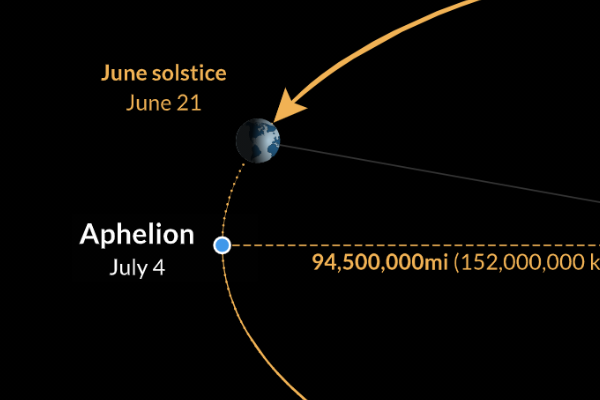 June solstice
June 21
Aphelion
July 4
94,500,000mi (152,000,000 k